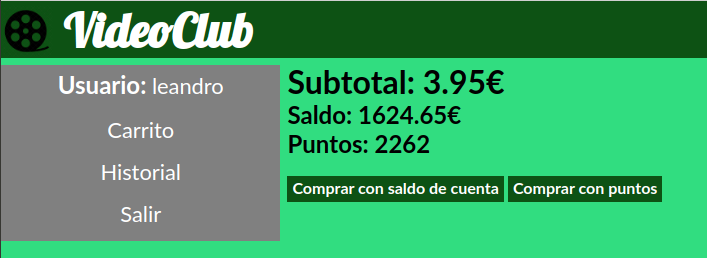 VideoClub
Usuario: leandro
Carrito
Historial
Salir
Subtotal: 3.95€
Saldo: 1624.65€
Puntos: 2262
Comprar con saldo de cuenta
Comprar con puntos